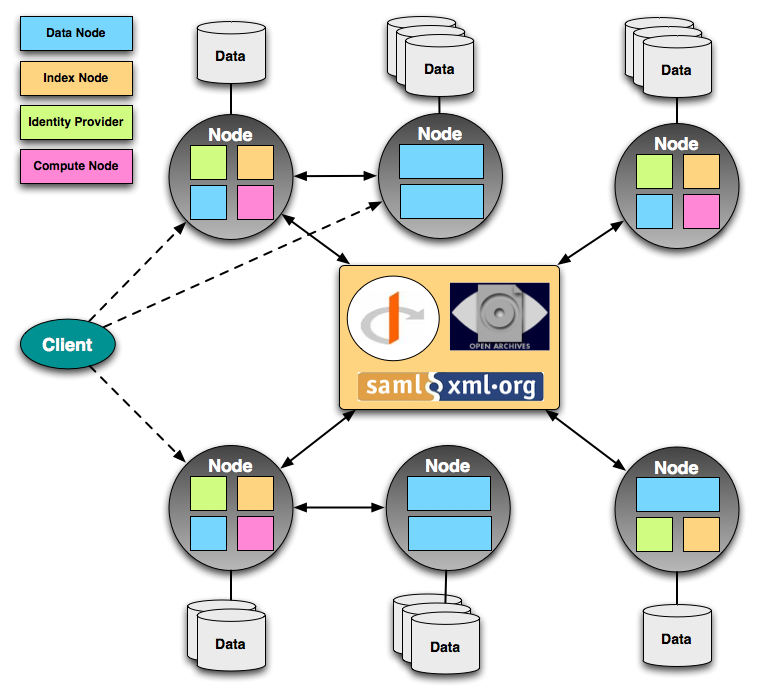 Data Node
Index Node
Identity Provider
Compute Node
Data
Data
Data
Node
Node
Node
Client
OPEN ARCHIVES
saml xml·org
Node
Node
Node
Data
Data
Data